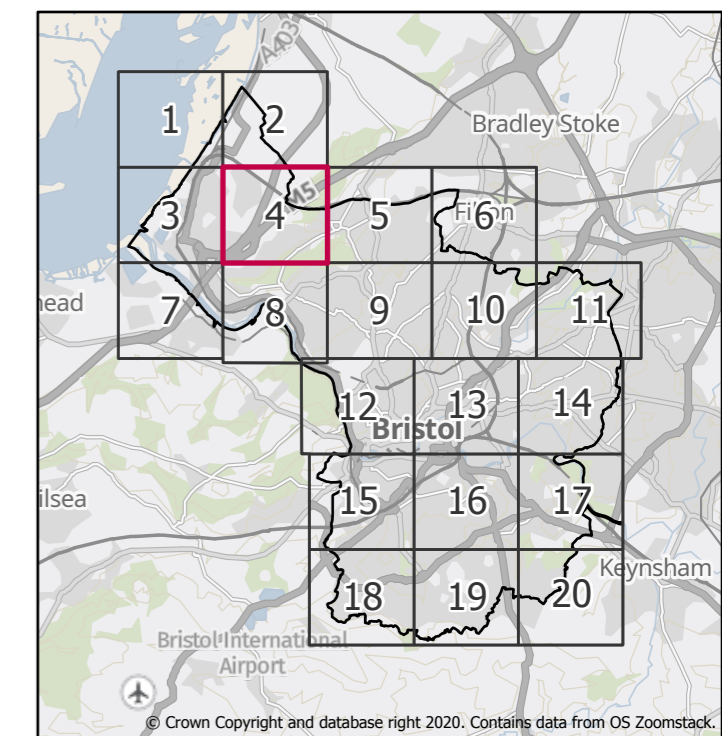 A403
1
2
Bradley Stoke
M5
3
4
5
Filton
6
head
7
8
9
10
11
12
13
14
Bristol
ilsea
15
16
17
Keynsham
18
19
20
Bristol International
Airport
© Crown Copyright and database right 2020. Contains data from OS Zoomstack.